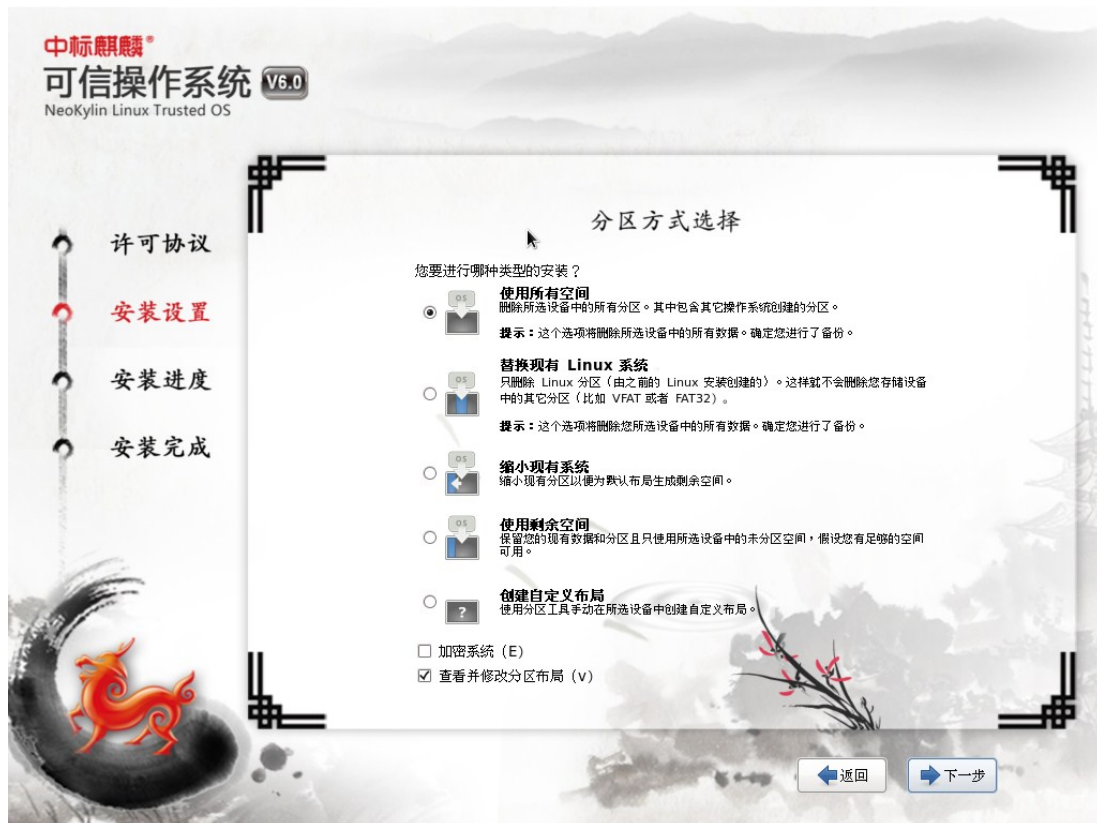 中标麒麟®
可信操作系统 V6.0
NeoKylin Linux Trusted OS
许可协议
安装设置
安装进度
安装完成
分区方式选择
您要进行哪种类型的安装？
使用所有空间
删除所选设备中的所有分区。其中包含其它操作系统创建的分区。
提示：这个选项将删除所选设备中的所有数据。确定您进行了备份。
替换现有 Linux 系统
只删除 Linux 分区（由之前的 Linux 安装创建的）。这样就不会删除您存储设备
中的其它分区（比如 VFAT 或者 FAT32）。
提示：这个选项将删除您所选设备中的所有数据。确定您进行了备份。
缩小现有系统
缩小现有分区以便为默认布局生成剩余空间。
使用剩余空间
保留您的现有数据和分区且只使用所选设备中的未分区空间，假设您有足够的空间
可用。
创建自定义布局
使用分区工具手动在所选设备中创建自定义布局。
OS
OS
OS
OS
?
加密系统（E）
查看并修改分区布局（v）
返回
下一步